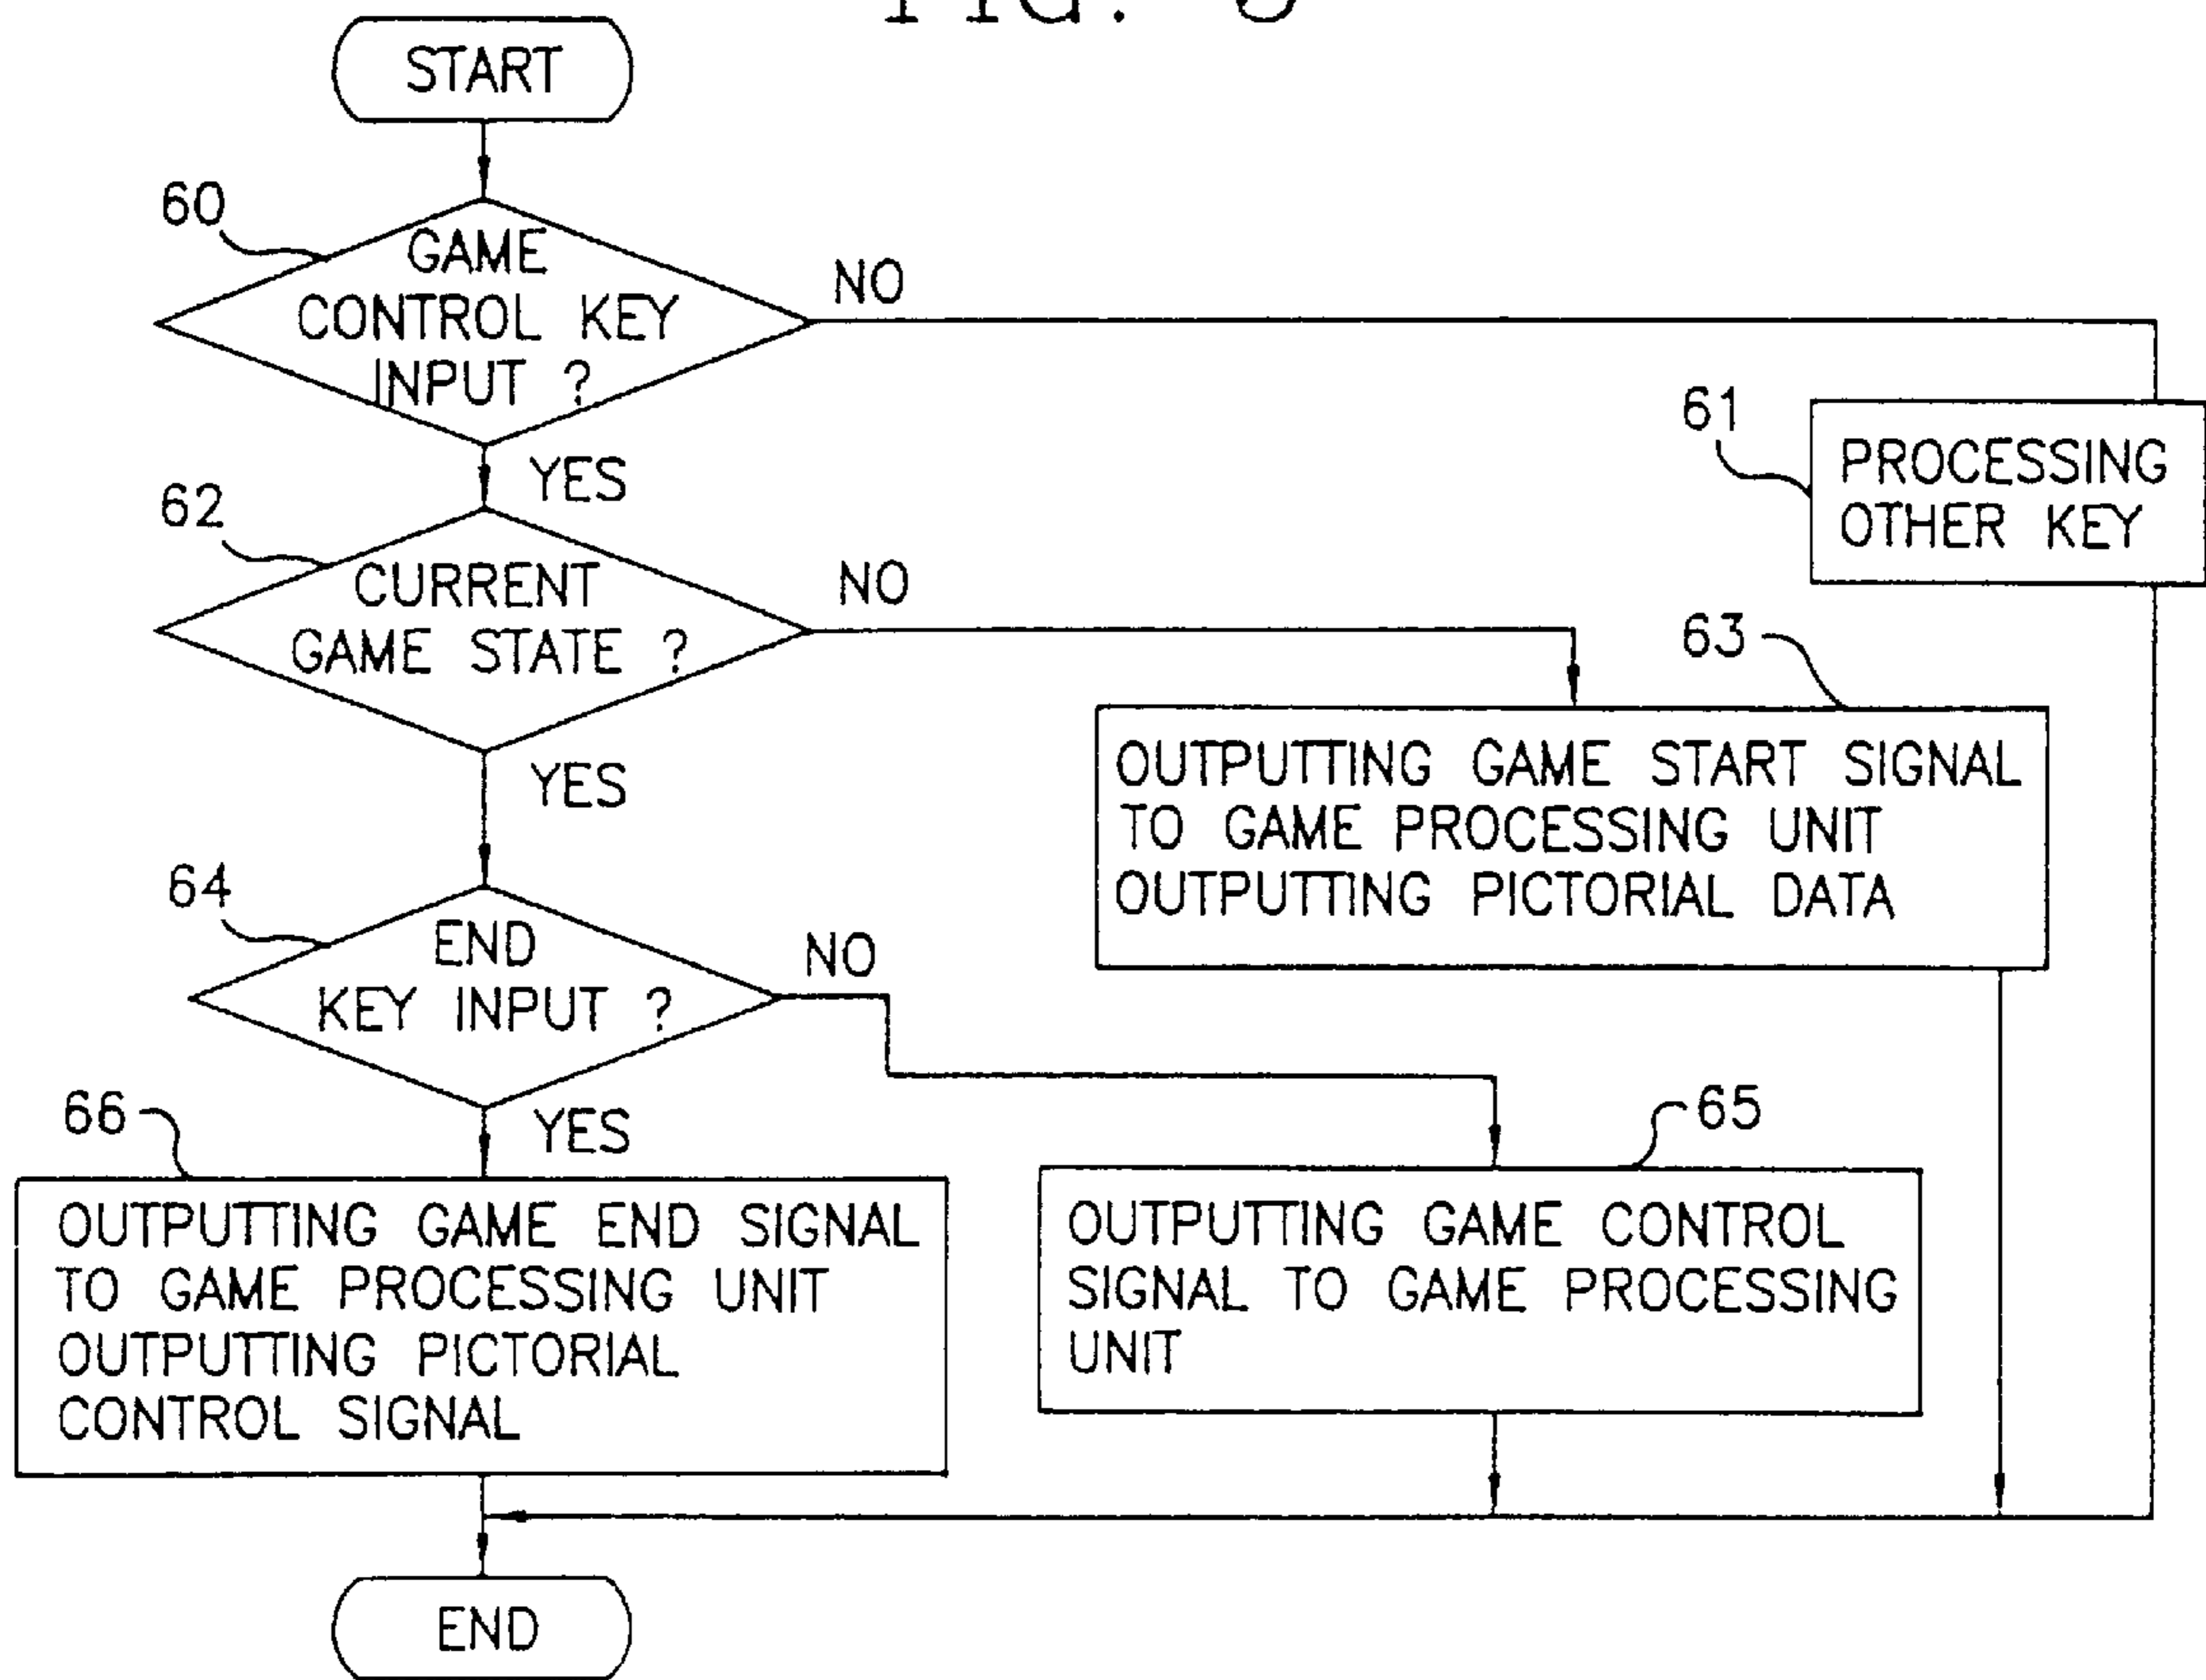 FIG.
START
60
GAME
CONTROL KEY
INPUT ?
NO
YES
61
PROCESSING
OTHER KEY
62
CURRENT
GAME STATE ?
NO
YES
63
OUTPUTTING GAME START SIGNAL
TO GAME PROCESSING UNIT
OUTPUTTING PICTORIAL DATA
64
END
KEY INPUT ?
NO
YES
65
OUTPUTTING GAME CONTROL
SIGNAL TO GAME PROCESSING
UNIT
66
OUTPUTTING GAME END SIGNAL
TO GAME PROCESSING UNIT
OUTPUTTING PICTORIAL
CONTROL SIGNAL
END